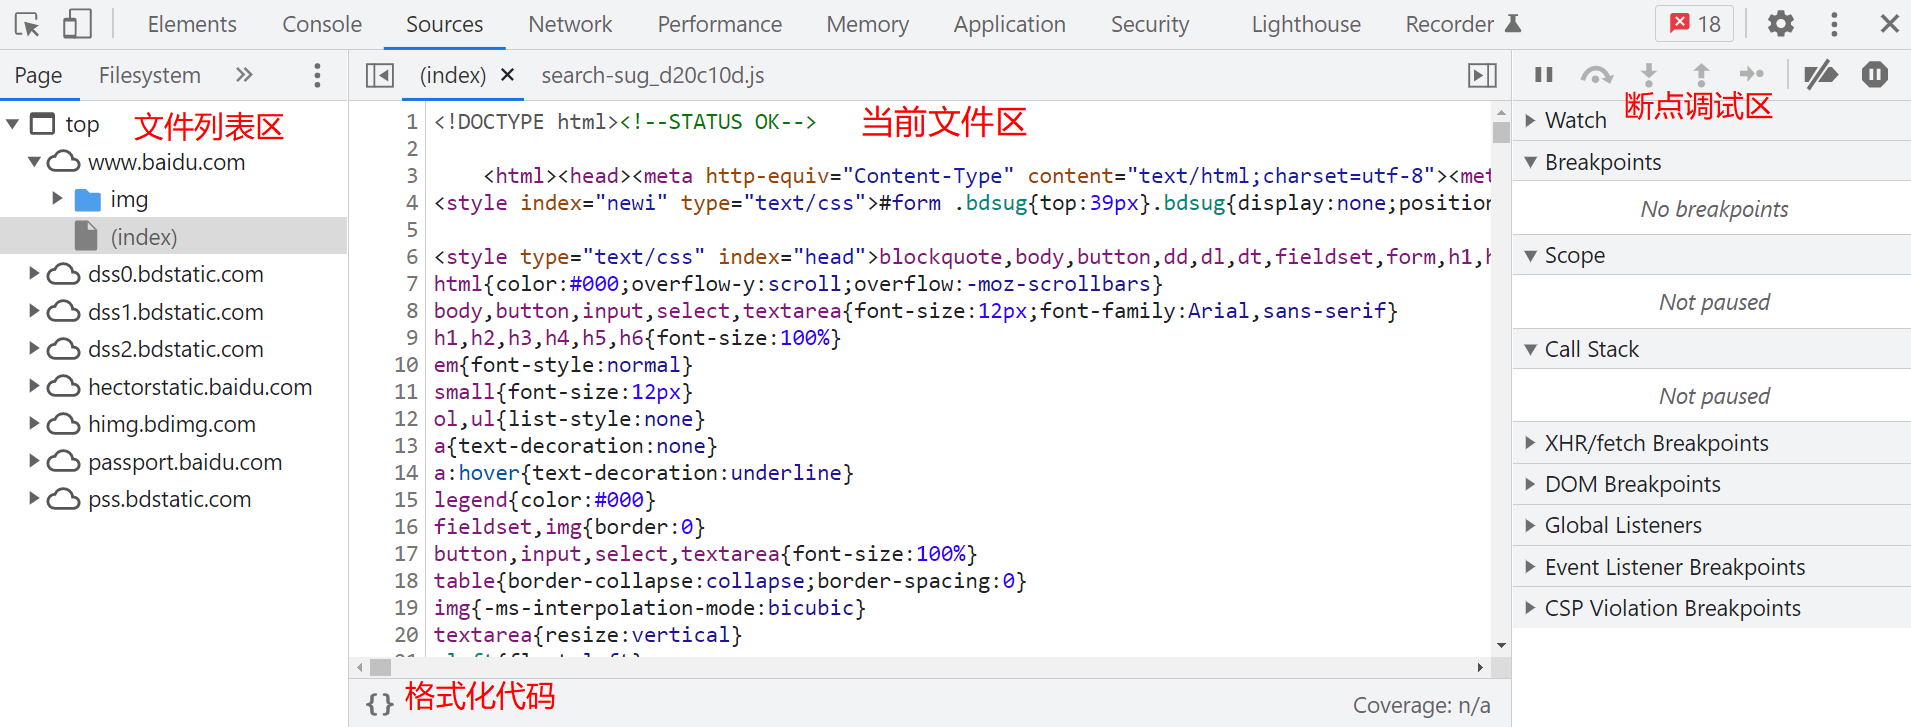 Elements Console Sources Network Performance Memory Application Security Lighthouse Recorder 18
Page Filesystem
top
文件列表区
www.baidu.com
img
(index)
dss0.bdstatic.com
dss1.bdstatic.com
dss2.bdstatic.com
hectorstatic.baidu.com
himg.bdimg.com
passport.baidu.com
pss.bdstatic.com
(index) × search-sug_d20c10d.js
当前文件区
1 <!DOCTYPE html><!--STATUS OK-->
2
3 <html><head><meta http-equiv="Content-Type" content="text/html;charset=utf-8"><met
4 <style index="newi" type="text/css">#form .bdsug{top:39px}.bdsug{display:none;position
5
6 <style type="text/css" index="head">blockquote,body,button,dd,dl,dt,fieldset,form,h1,h
7 html{color:#000;overflow-y:scroll;overflow:-moz-scrollbars}
8 body,button,input,select,textarea{font-size:12px;font-family:Arial,sans-serif}
9 h1,h2,h3,h4,h5,h6{font-size:100%}
10 em{font-style:normal}
11 small{font-size:12px}
12 ol,ul{list-style:none}
13 a{text-decoration:none}
14 a:hover{text-decoration:underline}
15 legend{color:#000}
16 fieldset,img{border:0}
17 button,input,select,textarea{font-size:100%}
18 table{border-collapse:collapse;border-spacing:0}
19 img{-ms-interpolation-mode:bicubic}
20 textarea{resize:vertical}
{} 格式化代码
Coverage: n/a
断点调试区
Watch
Breakpoints
No breakpoints
Scope
Not paused
Call Stack
Not paused
XHR/fetch Breakpoints
DOM Breakpoints
Global Listeners
Event Listener Breakpoints
CSP Violation Breakpoints